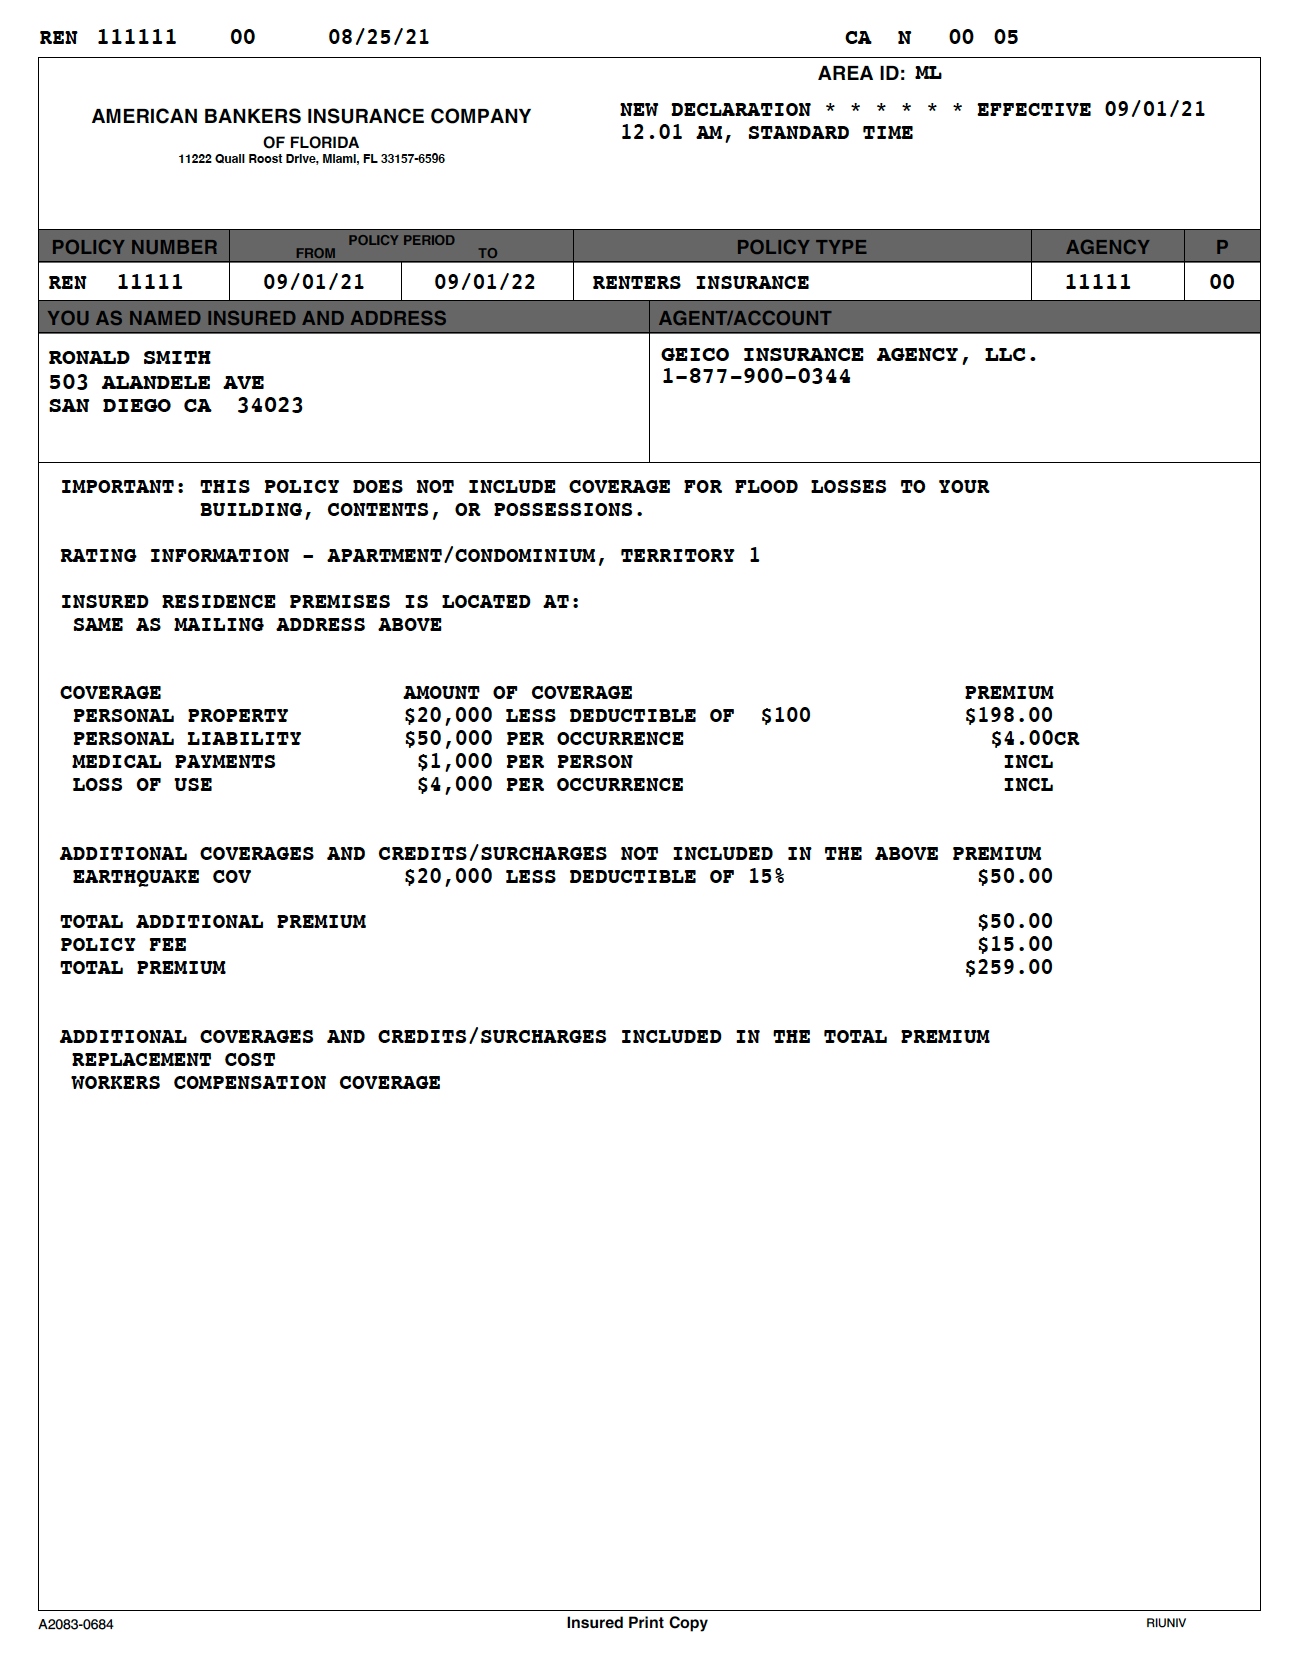 REN 111111 00 08/25/21 CA N 00 05
AREA ID: ML
AMERICAN BANKERS INSURANCE COMPANY
OF FLORIDA
11222 Quail Roost Drive, Miami, FL 33157-6596
NEW DECLARATION * * * * * * EFFECTIVE 09/01/21
12.01 AM, STANDARD TIME
POLICY NUMBER POLICY PERIOD FROM TO POLICY TYPE AGENCY P
REN 11111 09/01/21 09/01/22 RENTERS INSURANCE 11111 00
YOU AS NAMED INSURED AND ADDRESS AGENT/ACCOUNT
RONALD SMITH
503 ALANDELE AVE
SAN DIEGO CA 34023
GEICO INSURANCE AGENCY, LLC.
1-877-900-0344
IMPORTANT: THIS POLICY DOES NOT INCLUDE COVERAGE FOR FLOOD LOSSES TO YOUR
BUILDING, CONTENTS, OR POSSESSIONS.
RATING INFORMATION - APARTMENT/CONDOMINIUM, TERRITORY 1
INSURED RESIDENCE PREMISES IS LOCATED AT:
SAME AS MAILING ADDRESS ABOVE
COVERAGE AMOUNT OF COVERAGE PREMIUM
PERSONAL PROPERTY $20,000 LESS DEDUCTIBLE OF $100 $198.00
PERSONAL LIABILITY $50,000 PER OCCURRENCE $4.00CR
MEDICAL PAYMENTS $1,000 PER PERSON INCL
LOSS OF USE $4,000 PER OCCURRENCE INCL
ADDITIONAL COVERAGES AND CREDITS/SURCHARGES NOT INCLUDED IN THE ABOVE PREMIUM
EARTHQUAKE COV $20,000 LESS DEDUCTIBLE OF 15% $50.00
TOTAL ADDITIONAL PREMIUM $50.00
POLICY FEE $15.00
TOTAL PREMIUM $259.00
ADDITIONAL COVERAGES AND CREDITS/SURCHARGES INCLUDED IN THE TOTAL PREMIUM
REPLACEMENT COST
WORKERS COMPENSATION COVERAGE
A2083-0684 Insured Print Copy RIUNIV